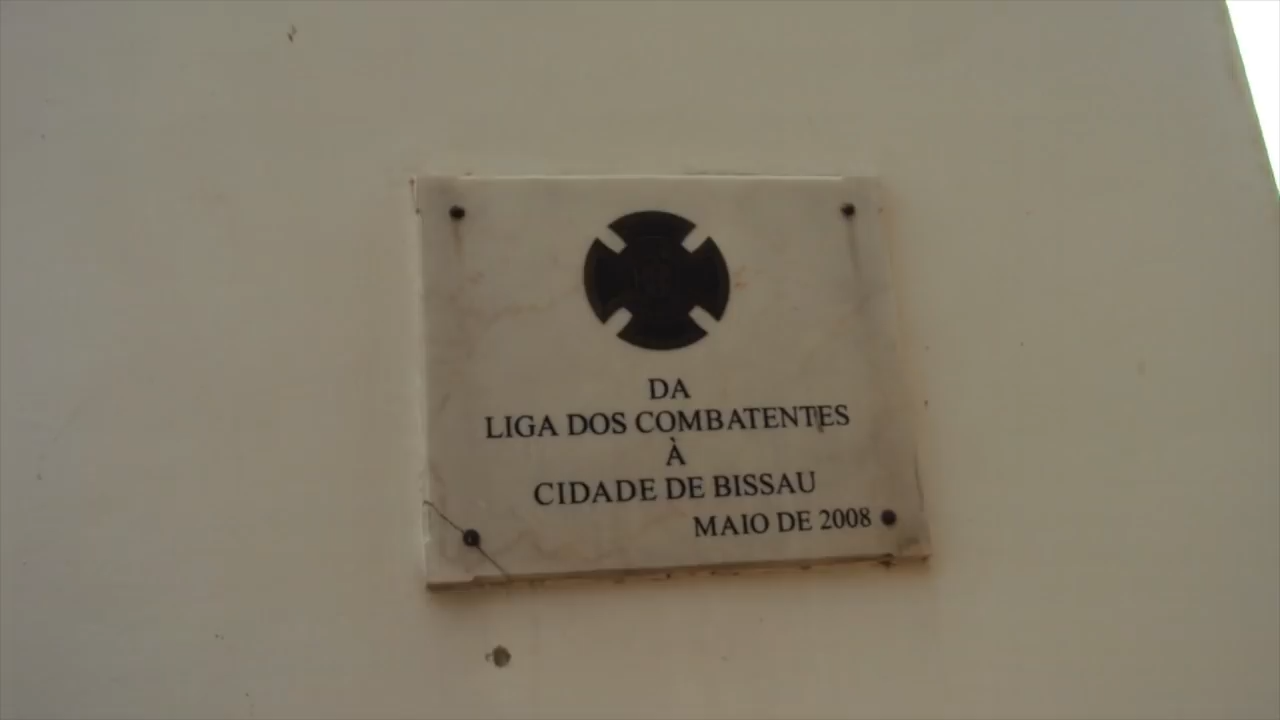 DA
LIGA DOS COMBATENTES
À
CIDADE DE BISSAU
MAIO DE 2008